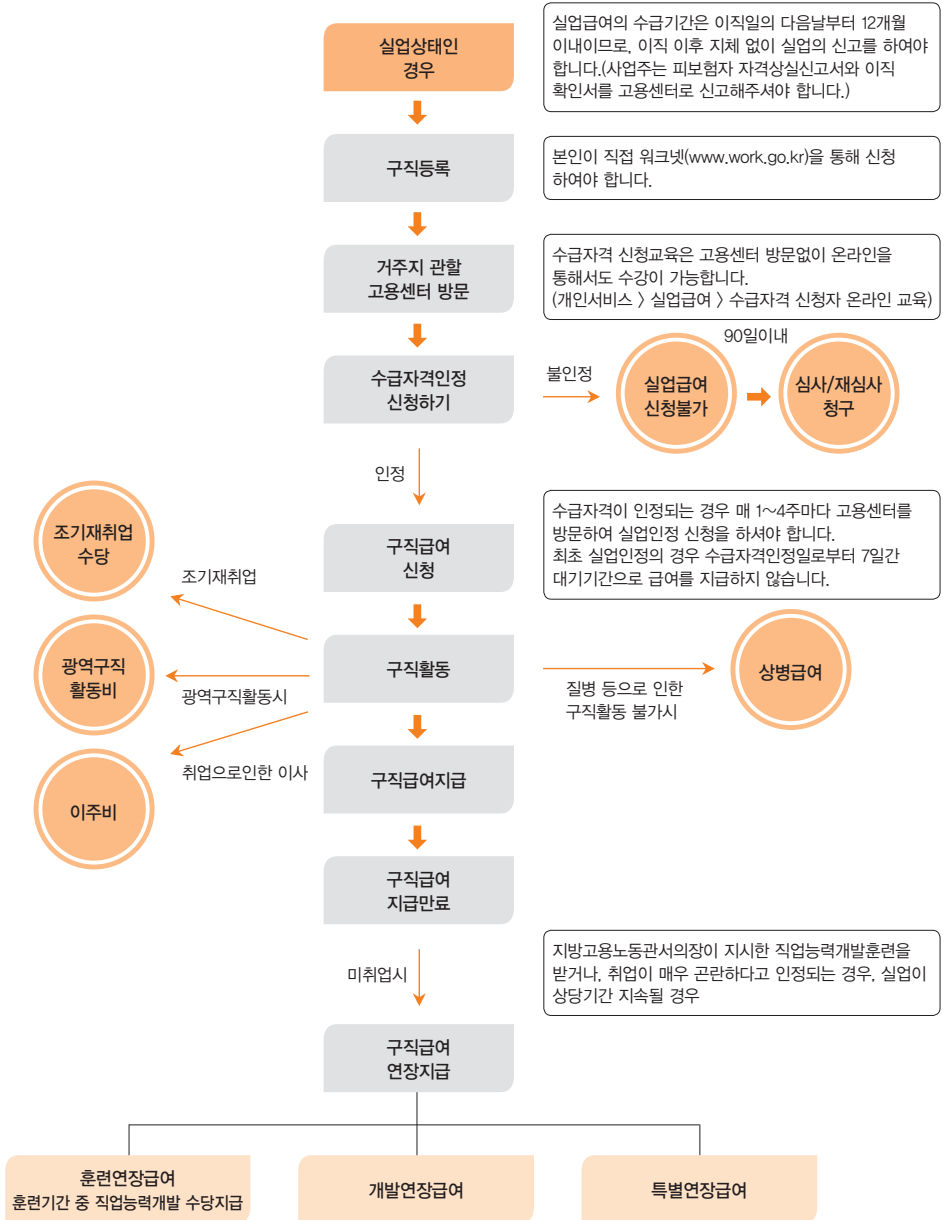 실업상태인
경우
실업급여의 수급기간은 이직일의 다음날부터 12개월
이내이므로, 이직 이후 지체 없이 실업의 신고를 하여야
합니다.(사업주는 피보험자 자격상실신고서와 이직
확인서를 고용센터로 신고해주셔야 합니다.)
구직등록
본인이 직접 워크넷(www.work.go.kr)을 통해 신청
하여야 합니다.
거주지 관할
고용센터 방문
수급자격 신청교육은 고용센터 방문없이 온라인을
통해서도 수강이 가능합니다.
(개인서비스 〉 실업급여 〉 수급자격 신청자 온라인 교육)
수급자격인정
신청하기
불인정
실업급여
신청불가
90일이내
심사/재심사
청구
인정
구직급여
신청
수급자격이 인정되는 경우 매 1~4주마다 고용센터를
방문하여 실업인정 신청을 하셔야 합니다.
최초 실업인정의 경우 수급자격인정일로부터 7일간
대기기간으로 급여를 지급하지 않습니다.
조기재취업
수당
조기재취업
구직활동
광역구직
활동비
광역구직활동시
질병 등으로 인한
구직활동 불가시
상병급여
취업으로인한 이사
이주비
구직급여지급
구직급여
지급만료
미취업시
지방고용노동관서의장이 지시한 직업능력개발훈련을
받거나, 취업이 매우 곤란하다고 인정되는 경우, 실업이
상당기간 지속될 경우
구직급여
연장지급
훈련연장급여
훈련기간 중 직업능력개발 수당지급
개발연장급여
특별연장급여